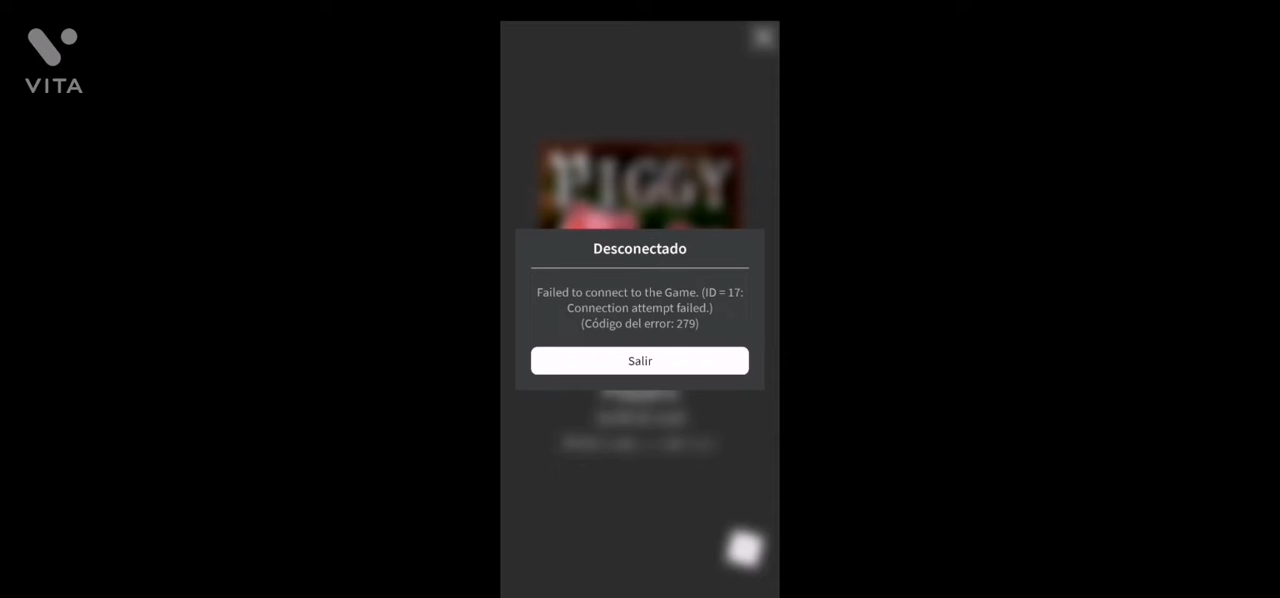 VITA
PIGGY
Desconectado
Failed to connect to the Game. (ID = 17:
Connection attempt failed.)
(Código del error: 279)
Salir